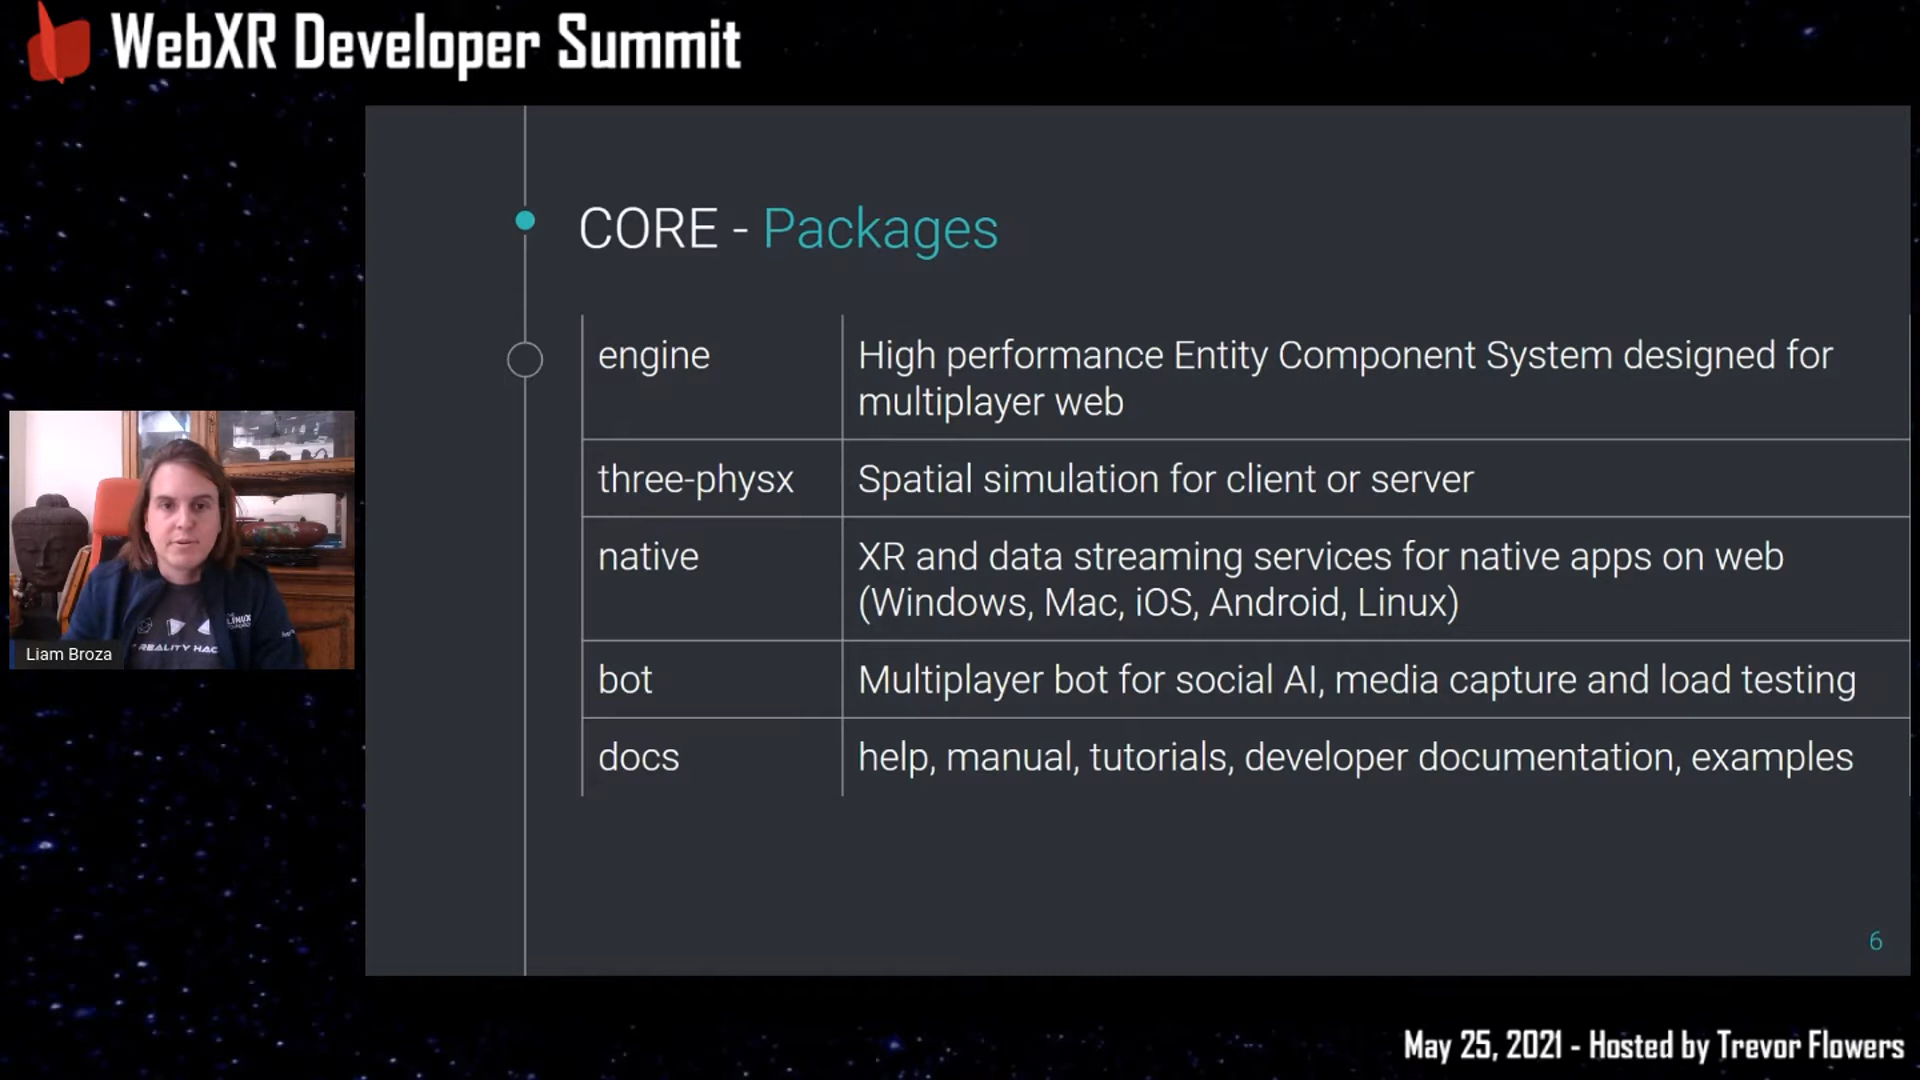 WebXR Developer Summit
CORE - Packages
engine
High performance Entity Component System designed for
multiplayer web
three-physx
Spatial simulation for client or server
native
XR and data streaming services for native apps on web
(Windows, Mac, iOS, Android, Linux)
bot
Multiplayer bot for social AI, media capture and load testing
docs
help, manual, tutorials, developer documentation, examples
6
LINUX
REALITY HAC
Liam Broza
May 25, 2021 - Hosted by Trevor Flowers